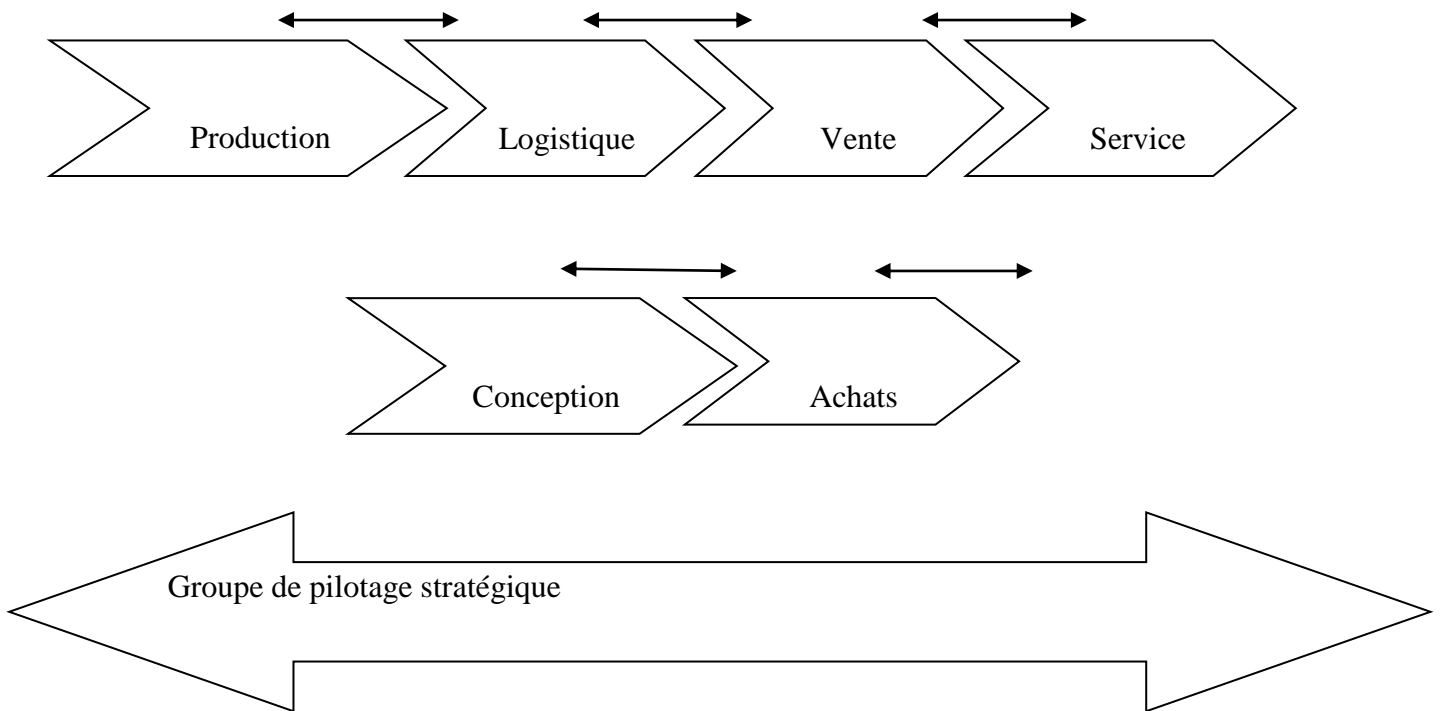 Production
Logistique
Vente
Service
Conception
Achats
Groupe de pilotage stratégique